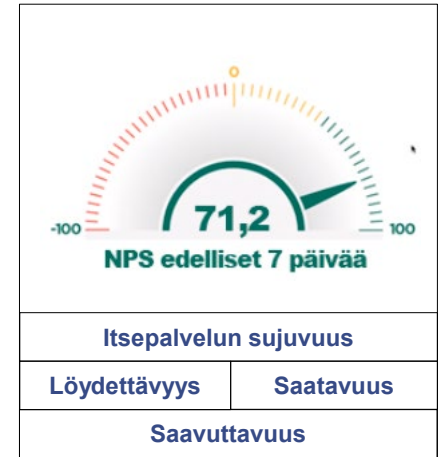 0
71,2
-100
100
NPS edelliset 7 päivää
Itsepalvelun sujuvuus
Löydettävyys
Saatavuus
Saavuttavuus